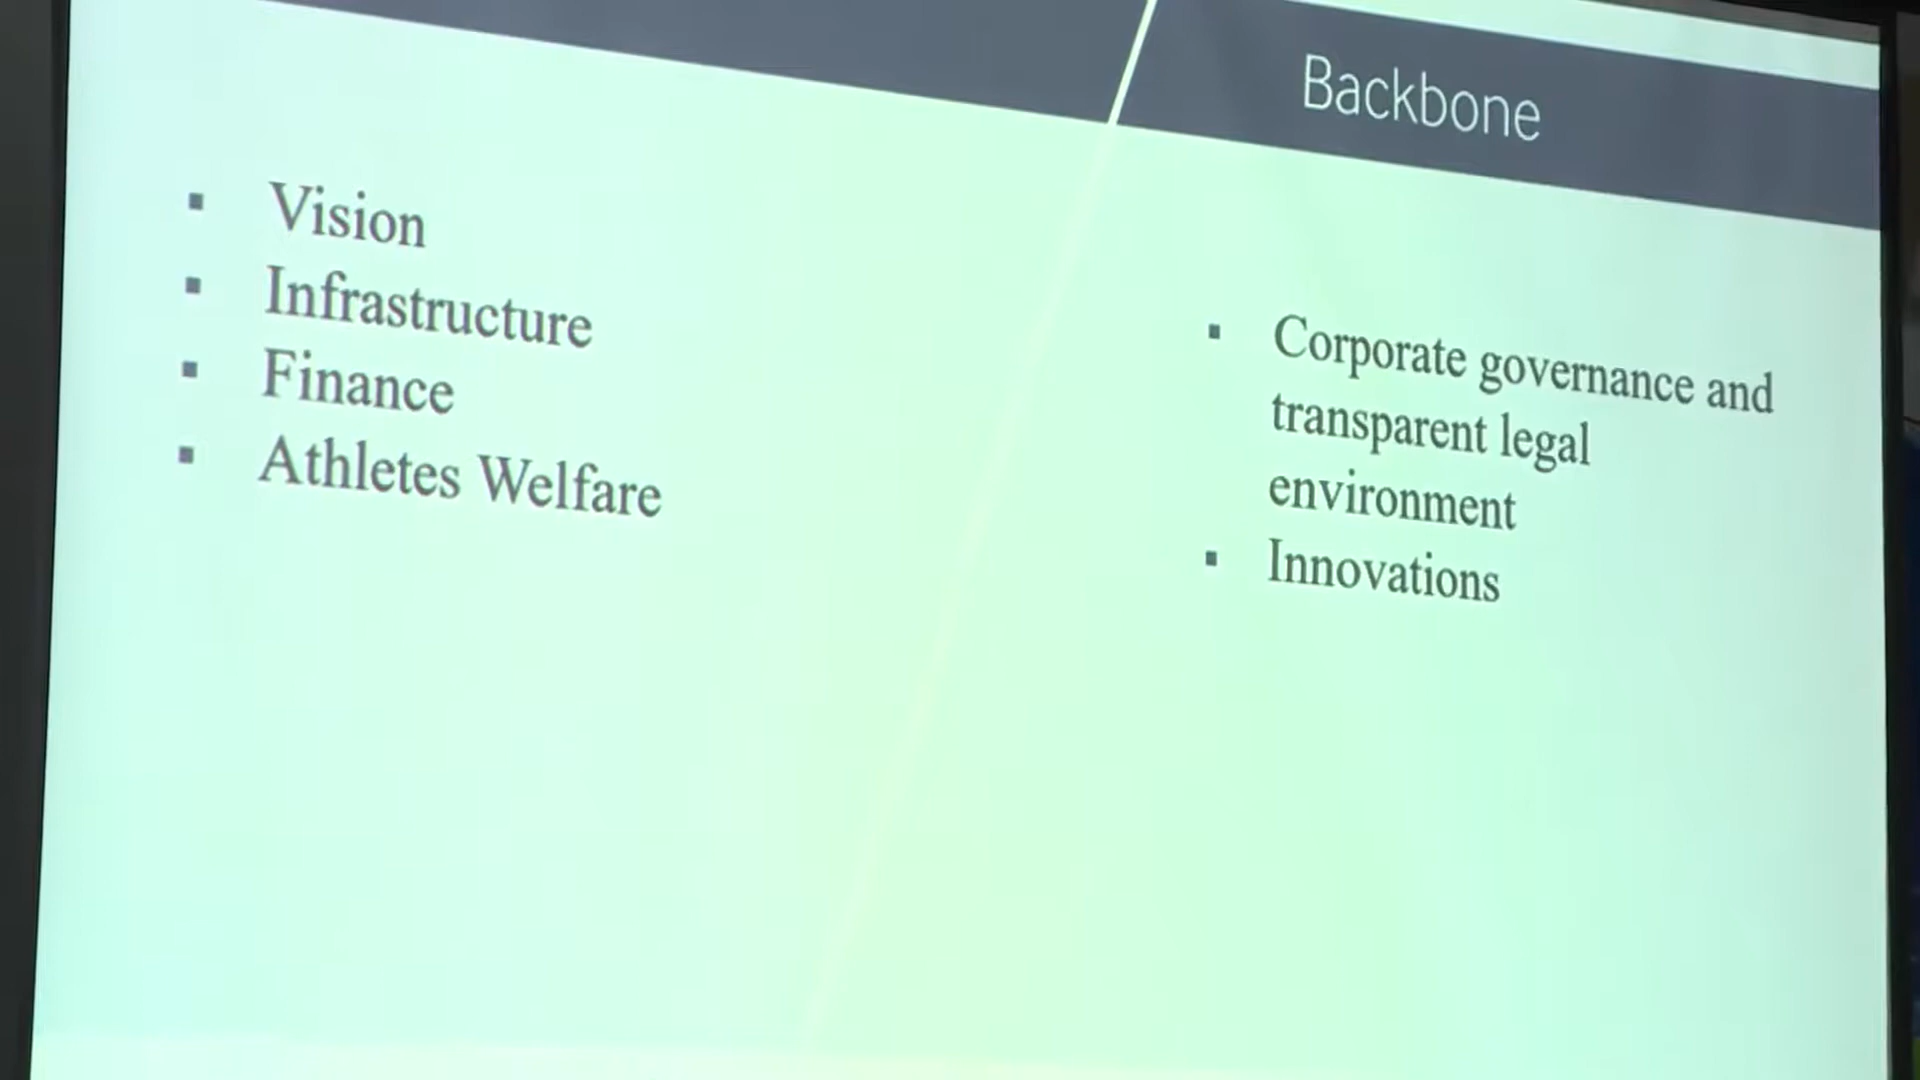 Backbone
Vision
Infrastructure
Finance
Athletes Welfare
Corporate governance and
transparent legal
environment
Innovations